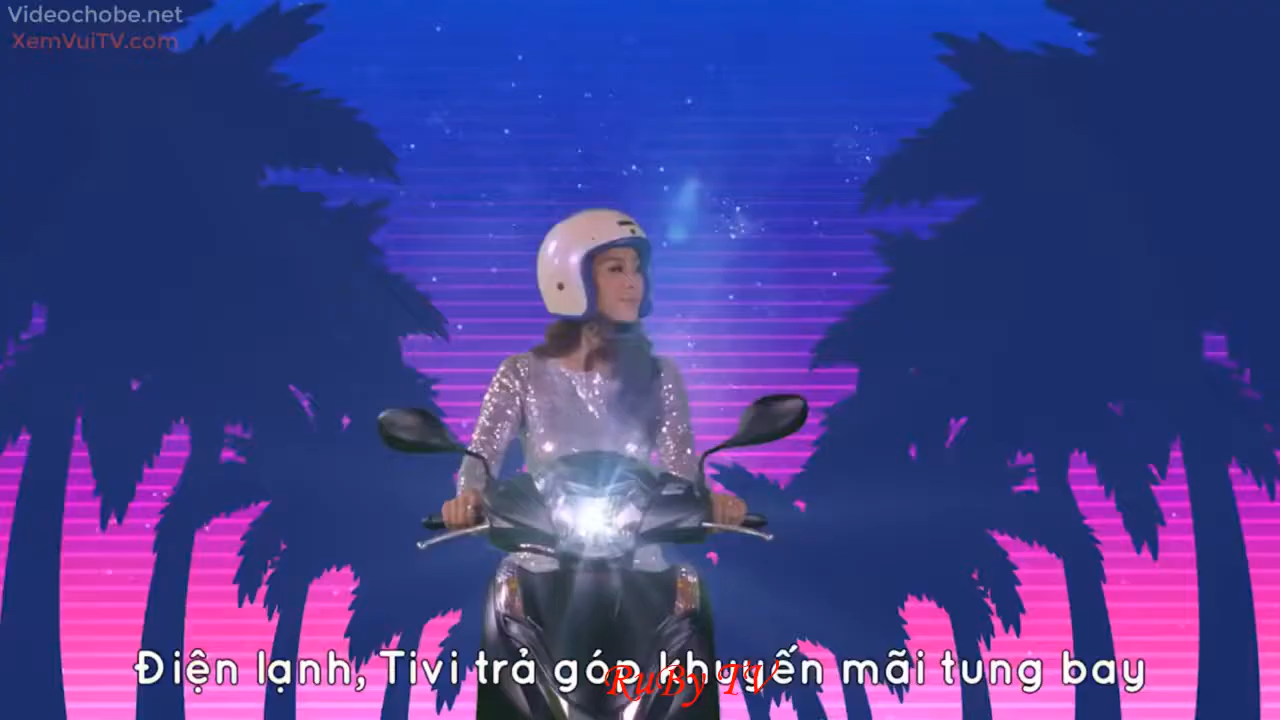 Videochobe.net
XemVuiTV.com
Điện lạnh, Tivi trả góp khuyến mãi tung bay
RuBy TV